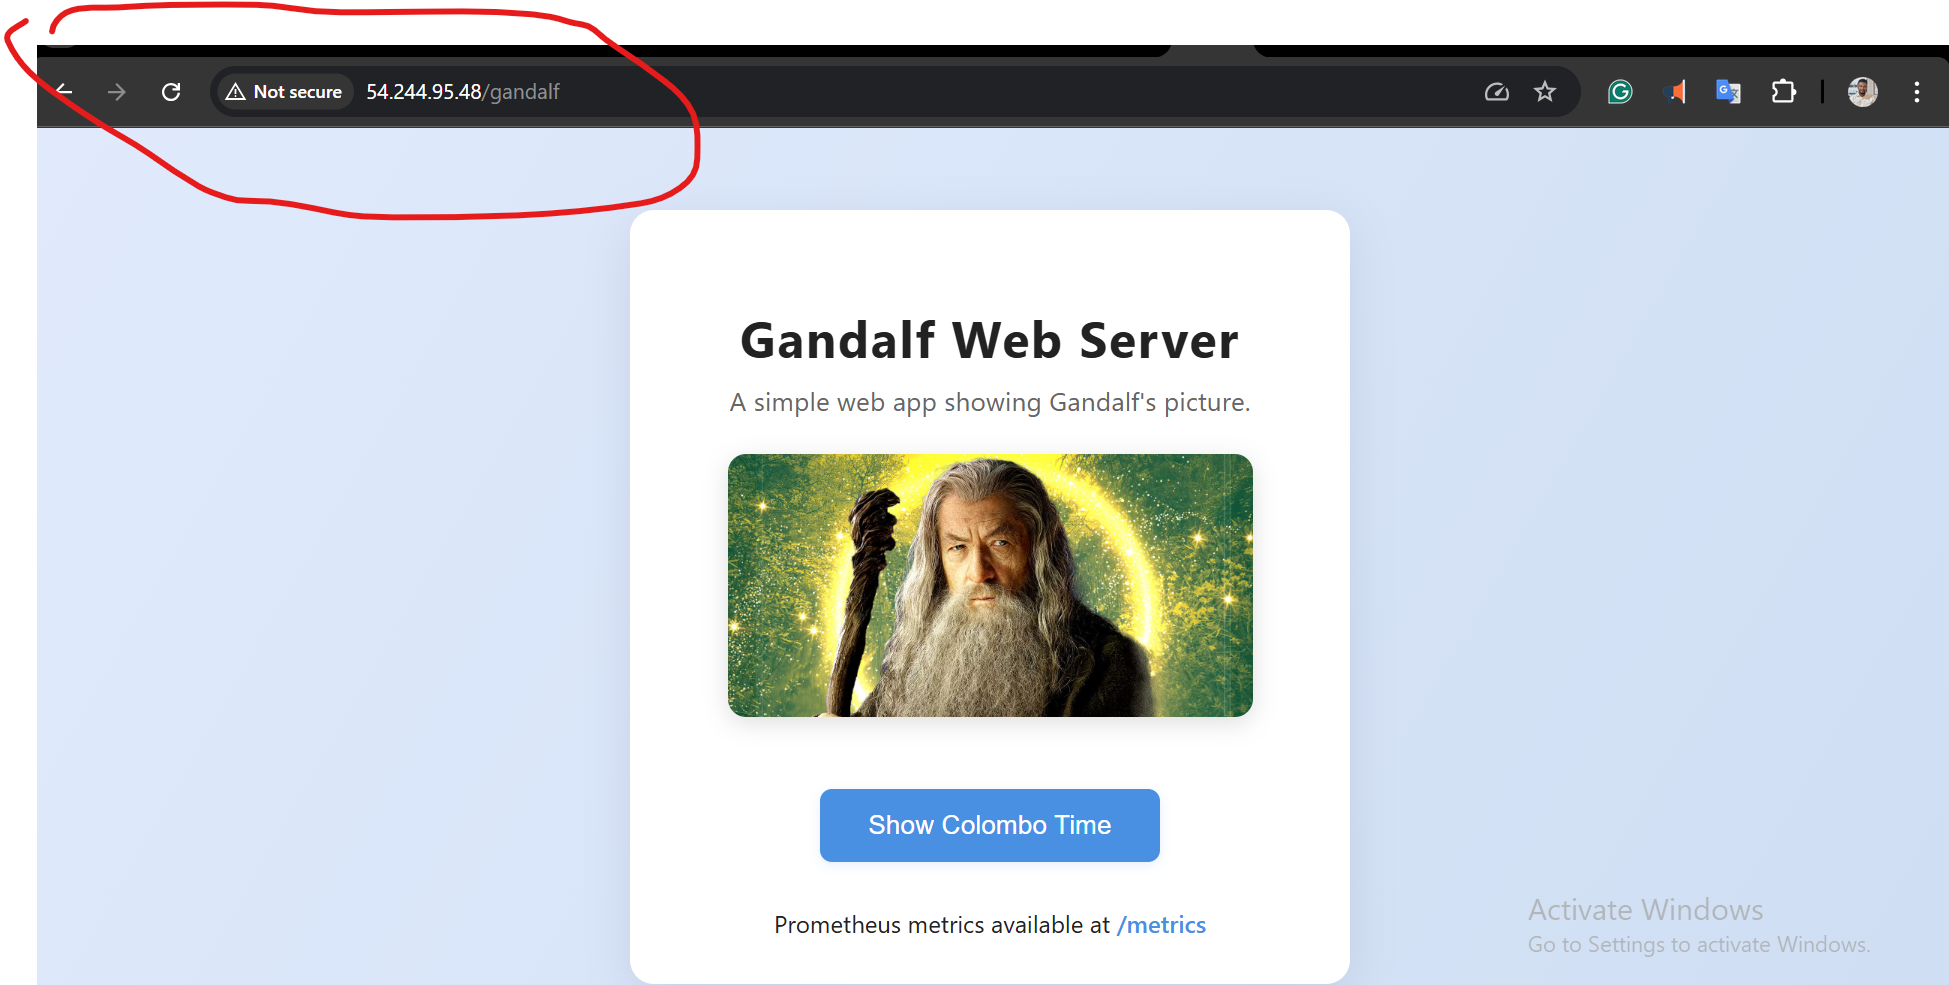 Not secure 54.244.95.48/gandalf
Gandalf Web Server
A simple web app showing Gandalf's picture.
Show Colombo Time
Prometheus metrics available at /metrics
Activate Windows
Go to Settings to activate Windows.